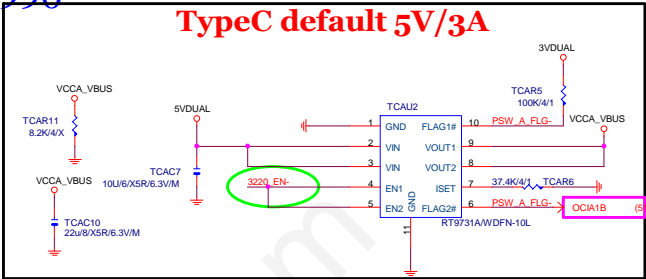 TypeC default 5V/3A
3VDUAL
TCAR5
100K/4/1
VCCA_VBUS
VCCA_VBUS
TCAR11
8.2K/4/X
5VDUAL
TCAU2
1 GND FLAG1# 10 PSW_A_FLG-
2 VIN VOUT1 9
3 VIN VOUT2 8
TCAC7
10U/6/X5R/6.3V/M
VCCA_VBUS
3220_EN-
4 EN1 ISET 7 37.4K/4/1 TCAR6
5 EN2 GND FLAG2# 6 PSW_A_FLG- OCIA1B (5
11
RT9731A/WDFN-10L
TCAC10
22u/8/X5R/6.3V/M